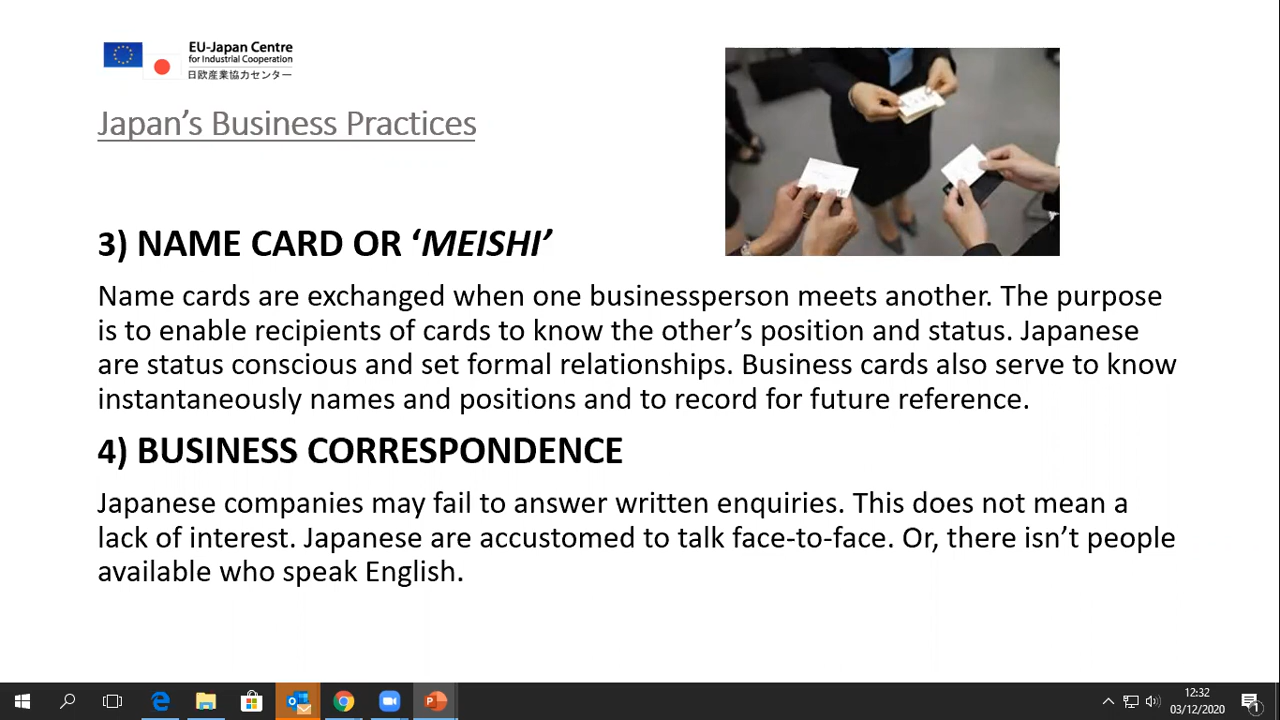 EU-Japan Centre
for Industrial Cooperation
日欧産業協力センター
Japan's Business Practices
3) NAME CARD OR ‘MEISHI’
Name cards are exchanged when one businessperson meets another. The purpose
is to enable recipients of cards to know the other's position and status. Japanese
are status conscious and set formal relationships. Business cards also serve to know
instantaneously names and positions and to record for future reference.
4) BUSINESS CORRESPONDENCE
Japanese companies may fail to answer written enquiries. This does not mean a
lack of interest. Japanese are accustomed to talk face-to-face. Or, there isn't people
available who speak English.
12:32
03/12/2020
1